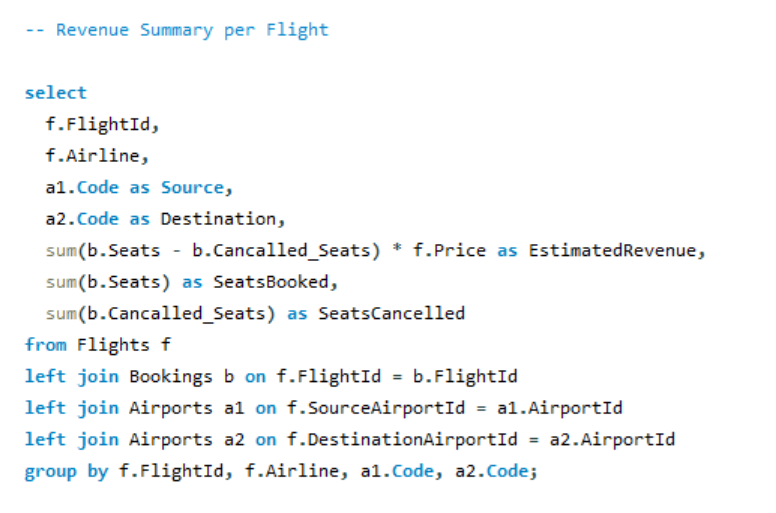 -- Revenue Summary per Flight
select
f.FlightId,
f.Airline,
a1.Code as Source,
a2.Code as Destination,
sum(b.Seats - b.Cancalled_Seats) * f.Price as EstimatedRevenue,
sum(b.Seats) as SeatsBooked,
sum(b.Cancalled_Seats) as SeatsCancelled
from Flights f
left join Bookings b on f.FlightId = b.FlightId
left join Airports a1 on f.SourceAirportId = a1.AirportId
left join Airports a2 on f.DestinationAirportId = a2.AirportId
group by f.FlightId, f.Airline, a1.Code, a2.Code;